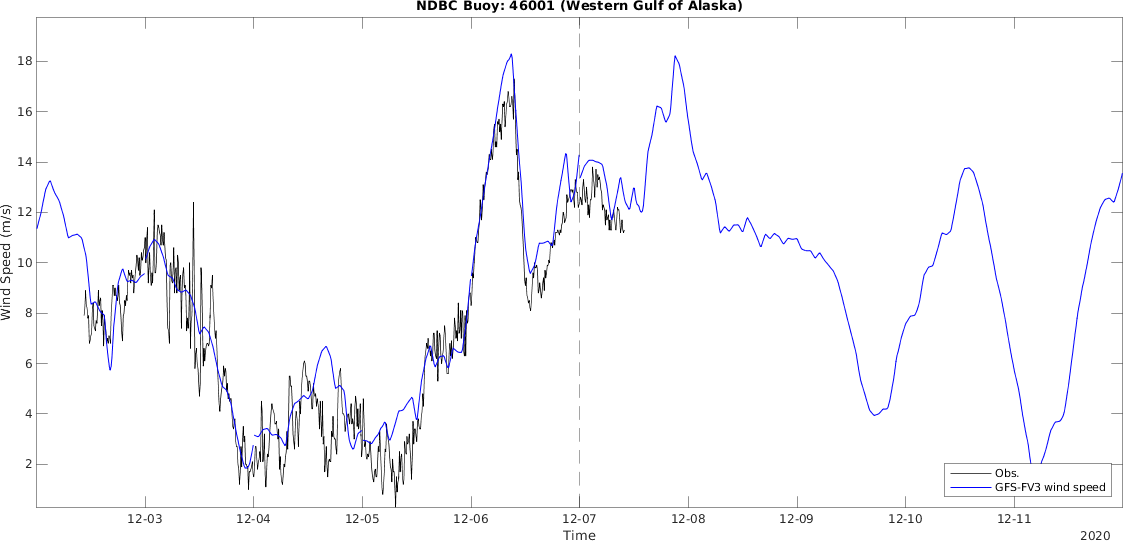 NDBC Buoy: 46001 (Western Gulf of Alaska)
18
16
14
12
10
8
6
4
2
Wind Speed (m/s)
Obs.
GFS-FV3 wind speed
12-03 12-04 12-05 12-06 12-07 12-08 12-09 12-10 12-11
Time
2020